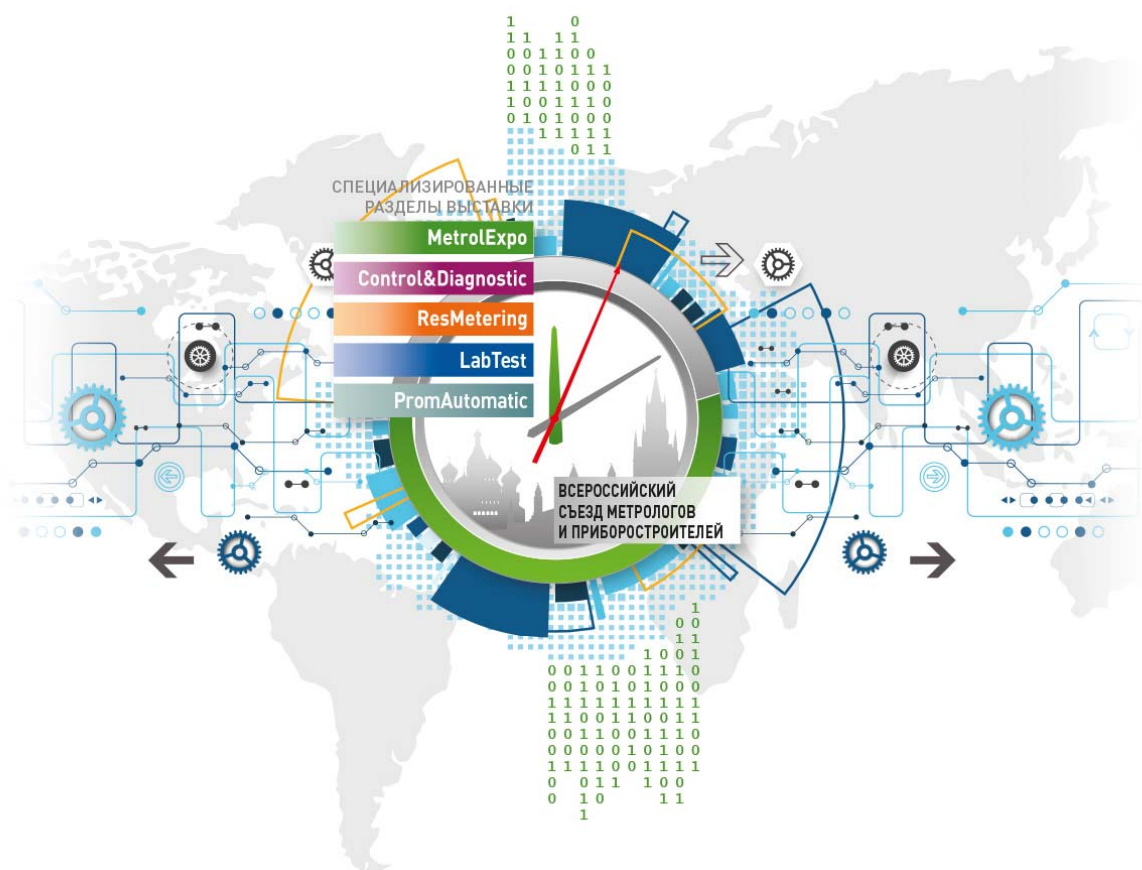 СПЕЦИАЛИЗИРОВАННЫЕ
РАЗДЕЛЫ ВЫСТАВКИ
MetrolExpo
Control&Diagnostic
ResMetering
LabTest
PromAutomatic
ВСЕРОССИЙСКИЙ
СЪЕЗД МЕТРОЛОГОВ
И ПРИБОРОСТРОИТЕЛЕЙ